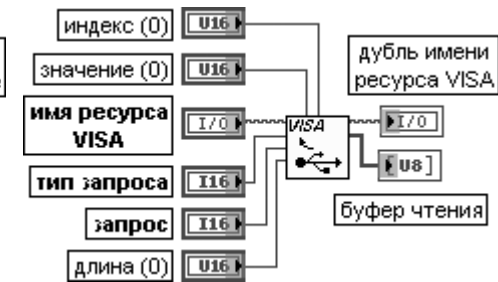 индекс (0)
U16
значение (0)
U16
имя ресурса
VISA
I/O
тип запроса
I16
запрос
I16
длина (0)
U16
VISA
дубль имени
ресурса VISA
I/O
[U8]
буфер чтения